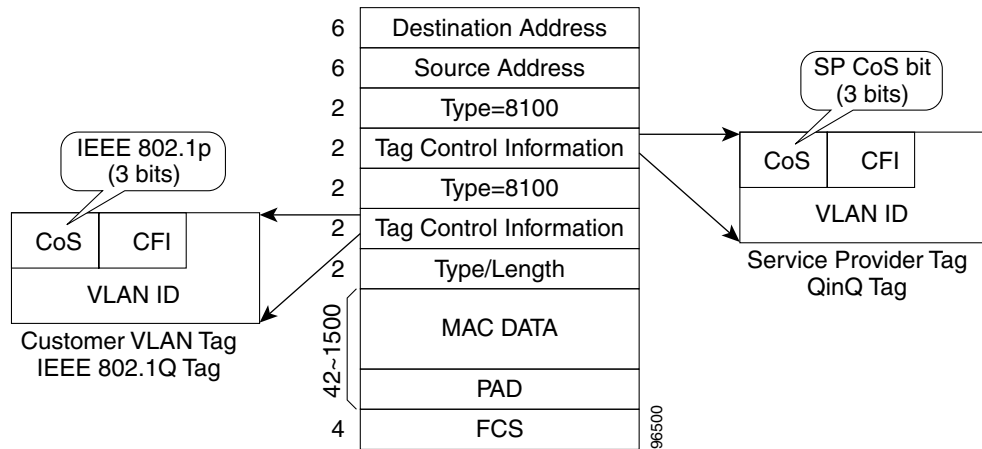 6 Destination Address
6 Source Address
2 Type=8100
2 Tag Control Information
2 Type=8100
2 Tag Control Information
2 Type/Length
42~1500
MAC DATA
PAD
4 FCS
IEEE 802.1p
(3 bits)
CoS CFI
VLAN ID
Customer VLAN Tag
IEEE 802.1Q Tag
SP CoS bit
(3 bits)
CoS CFI
VLAN ID
Service Provider Tag
QinQ Tag
96500